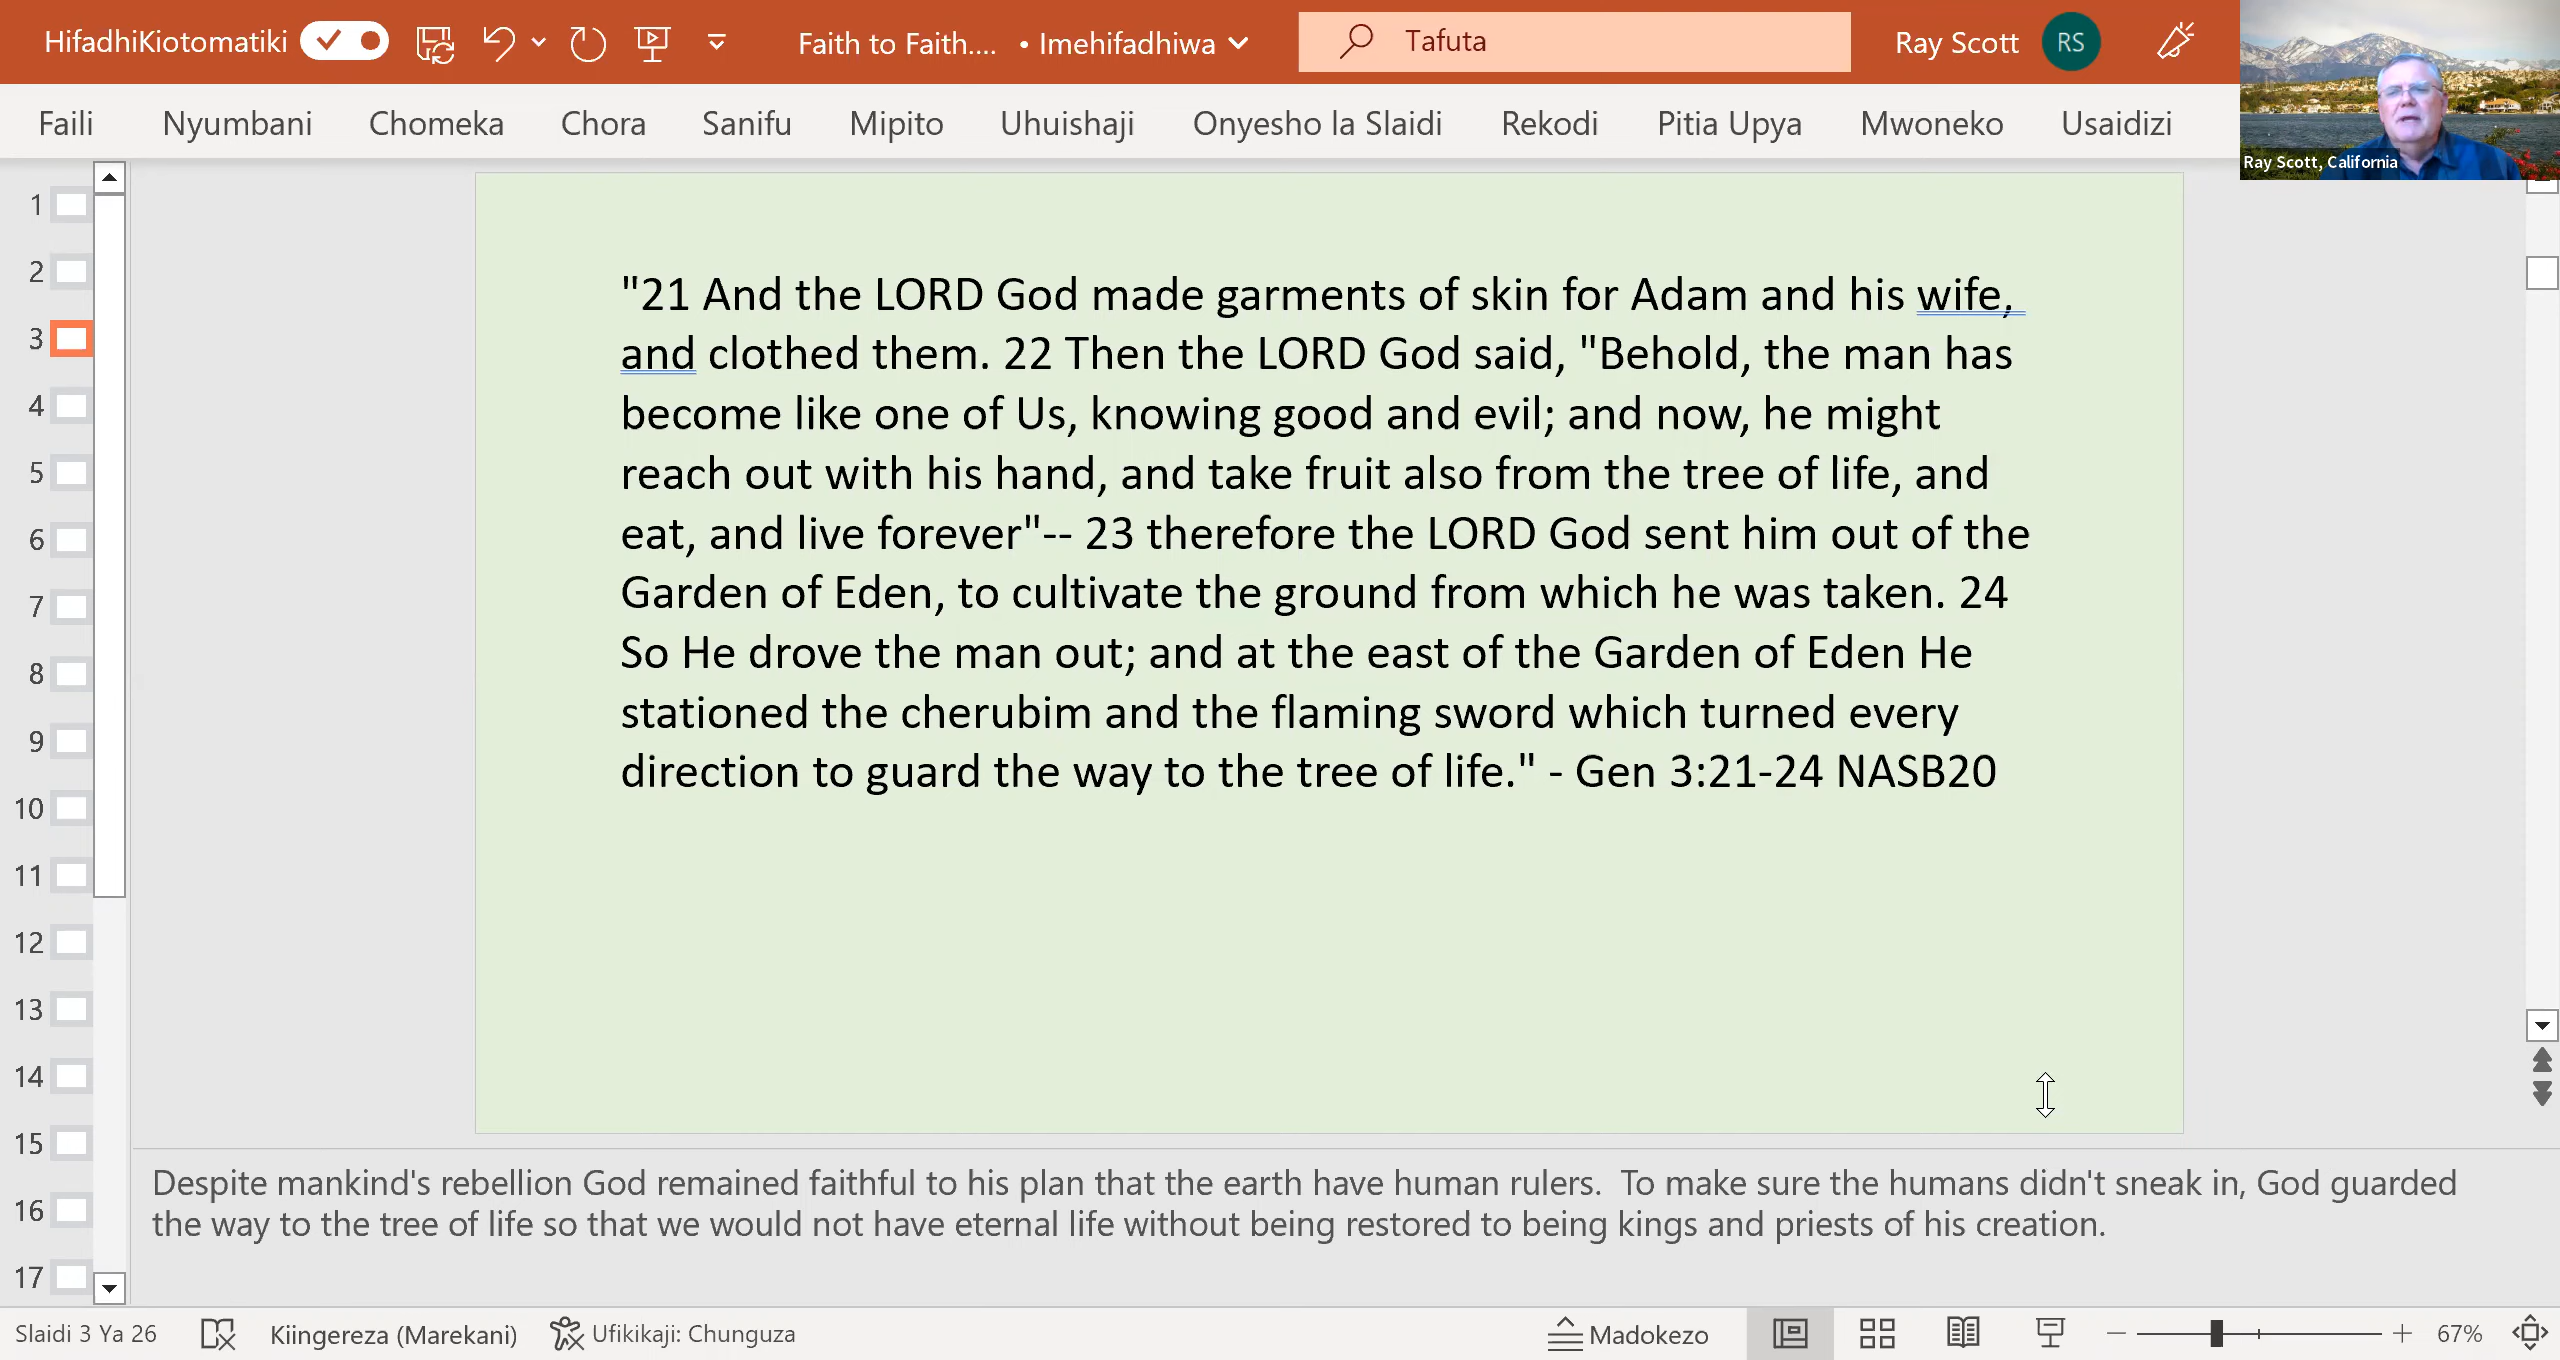 HifadhiKiotomatiki
Faith to Faith.... • Imehifadhiwa
Tafuta
Ray Scott
RS
Faili Nyumbani Chomeka Chora Sanifu Mipito Uhuishaji Onyesho la Slaidi Rekodi Pitia Upya Mwoneko Usaidizi
Ray Scott, California
1
2
3
4
5
6
7
8
9
10
11
12
13
14
15
16
17
"21 And the LORD God made garments of skin for Adam and his wife,
and clothed them. 22 Then the LORD God said, "Behold, the man has
become like one of Us, knowing good and evil; and now, he might
reach out with his hand, and take fruit also from the tree of life, and
eat, and live forever"-- 23 therefore the LORD God sent him out of the
Garden of Eden, to cultivate the ground from which he was taken. 24
So He drove the man out; and at the east of the Garden of Eden He
stationed the cherubim and the flaming sword which turned every
direction to guard the way to the tree of life." - Gen 3:21-24 NASB20
Despite mankind's rebellion God remained faithful to his plan that the earth have human rulers.  To make sure the humans didn't sneak in, God guarded
the way to the tree of life so that we would not have eternal life without being restored to being kings and priests of his creation.
Slaidi 3 Ya 26
Kiingereza (Marekani)
Ufikikaji: Chunguza
Madokezo
67%